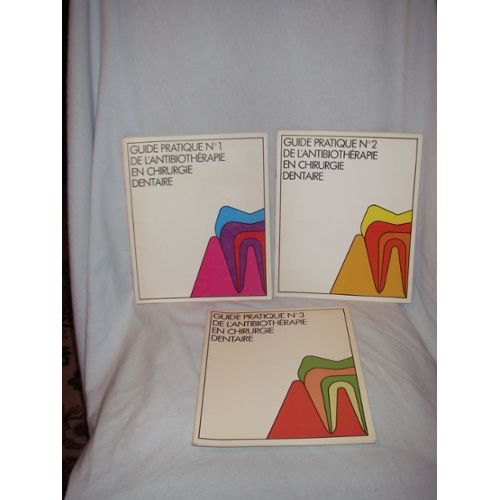 GUIDE PRATIQUE N°1
DE L'ANTIBIOTHÉRAPIE
EN CHIRURGIE
DENTAIRE
GUIDE PRATIQUE N°2
DE L'ANTIBIOTHÉRAPIE
EN CHIRURGIE
DENTAIRE
GUIDE PRATIQUE N°3
DE L'ANTIBIOTHÉRAPIE
EN CHIRURGIE
DENTAIRE